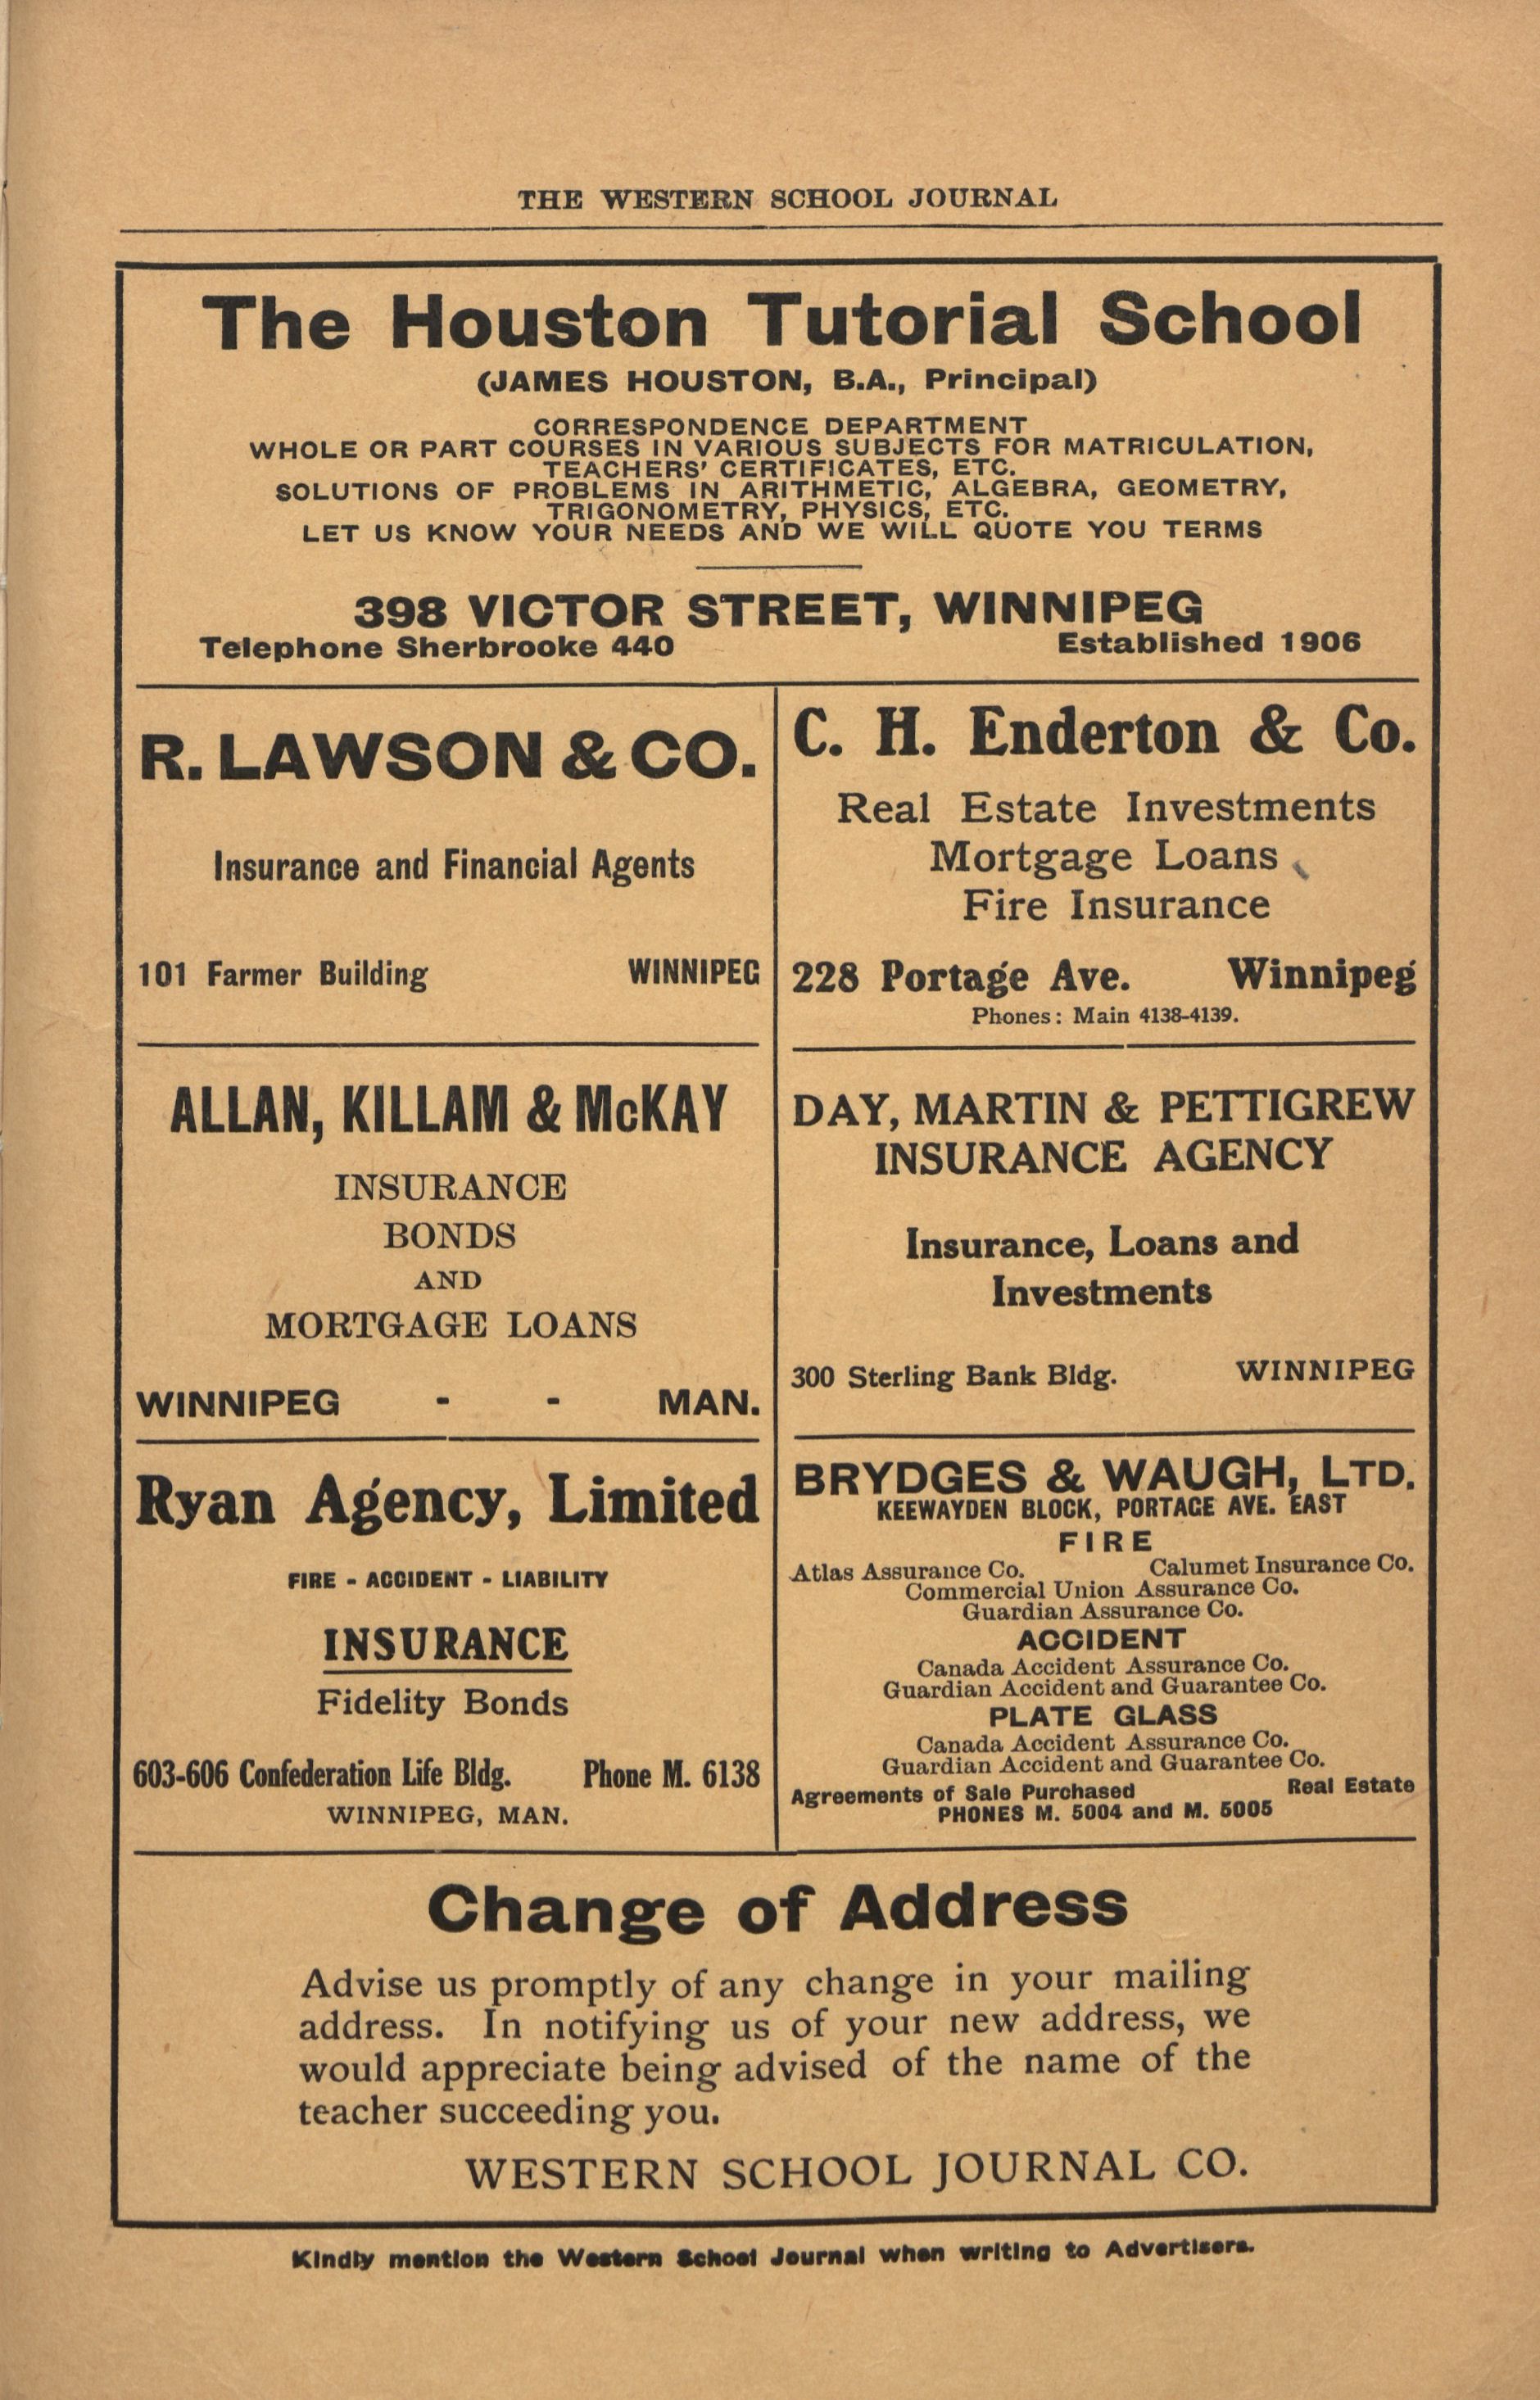 THE WESTERN SCHOOL JOURNAL
The Houston Tutorial School
(JAMES HOUSTON, B.A., Principal)
CORRESPONDENCE DEPARTMENT
WHOLE OR PART COURSES IN VARIOUS SUBJECTS FOR MATRICULATION,
TEACHERS' CERTIFICATES, ETC.
SOLUTIONS OF PROBLEMS IN ARITHMETIC, ALGEBRA, GEOMETRY,
TRIGONOMETRY, PHYSICS, ETC.
LET US KNOW YOUR NEEDS AND WE WILL QUOTE YOU TERMS
398 VICTOR STREET, WINNIPEG
Telephone Sherbrooke 440 Established 1906
R. LAWSON & CO.
Insurance and Financial Agents
101 Farmer Building WINNIPEG
C. H. Enderton & Co.
Real Estate Investments
Mortgage Loans
Fire Insurance
228 Portage Ave. Winnipeg
Phones: Main 4138-4139.
ALLAN, KILLAM & McKAY
INSURANCE
BONDS
AND
MORTGAGE LOANS
WINNIPEG - - MAN.
DAY, MARTIN & PETTIGREW
INSURANCE AGENCY
Insurance, Loans and
Investments
300 Sterling Bank Bldg. WINNIPEG
Ryan Agency, Limited
FIRE - ACCIDENT - LIABILITY
INSURANCE
Fidelity Bonds
603-606 Confederation Life Bldg. Phone M. 6138
WINNIPEG, MAN.
BRYDGES & WAUGH, LTD.
KEEWAYDEN BLOCK, PORTAGE AVE. EAST
FIRE
Atlas Assurance Co. Calumet Insurance Co.
Commercial Union Assurance Co.
Guardian Assurance Co.
ACCIDENT
Canada Accident Assurance Co.
Guardian Accident and Guarantee Co.
PLATE GLASS
Canada Accident Assurance Co.
Guardian Accident and Guarantee Co.
Agreements of Sale Purchased Real Estate
PHONES M. 5004 and M. 5005
Change of Address
Advise us promptly of any change in your mailing
address. In notifying us of your new address, we
would appreciate being advised of the name of the
teacher succeeding you.
WESTERN SCHOOL JOURNAL CO.
Kindly mention the Western School Journal when writing to Advertisers.